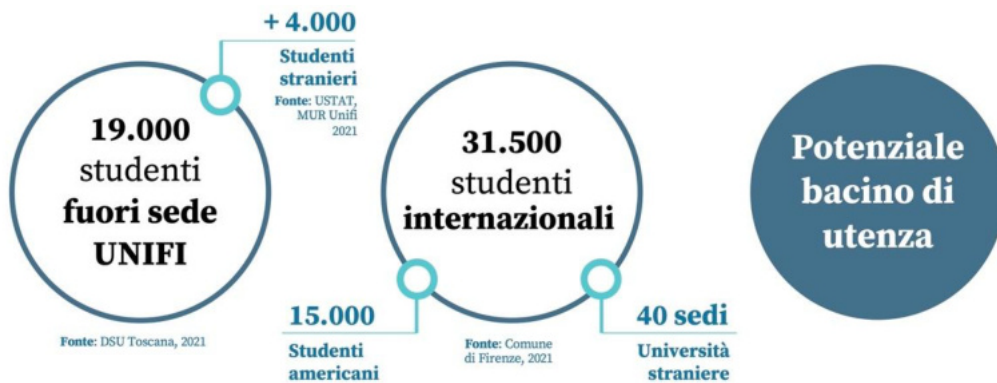 + 4.000
Studenti
stranieri
Fonte: USTAT,
MUR Unifi
2021
19.000
studenti
fuori sede
UNIFI
Fonte: DSU Toscana, 2021
31.500
studenti
internazionali
15.000
Studenti
americani
Fonte: Comune
di Firenze, 2021
40 sedi
Università
straniere
Potenziale
bacino di
utenza